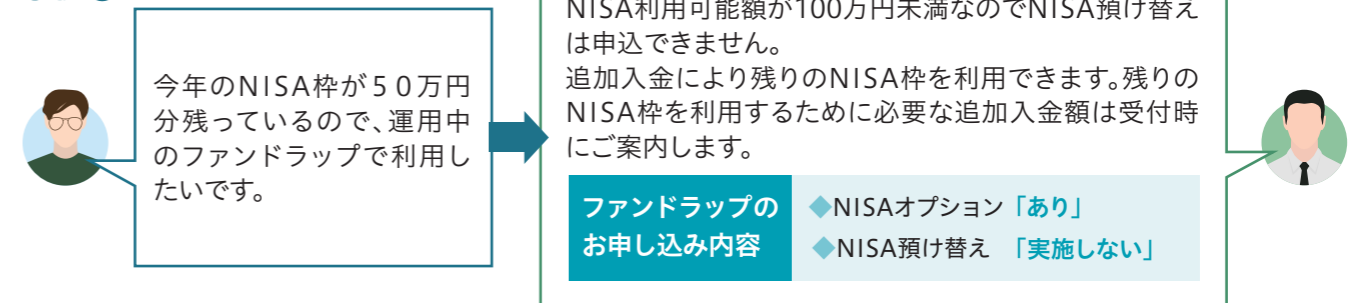 今年のNISA枠が50万円
分残っているので、運用中
のファンドラップで利用し
たいです。
NISA利用可能額が100万円未満なのでNISA預け替え
は申込できません。
追加入金により残りのNISA枠を利用できます。残りの
NISA枠を利用するために必要な追加入金額は受付時
にご案内します。
ファンドラップの
お申し込み内容
◆NISAオプション「あり」
◆NISA預け替え 「実施しない」